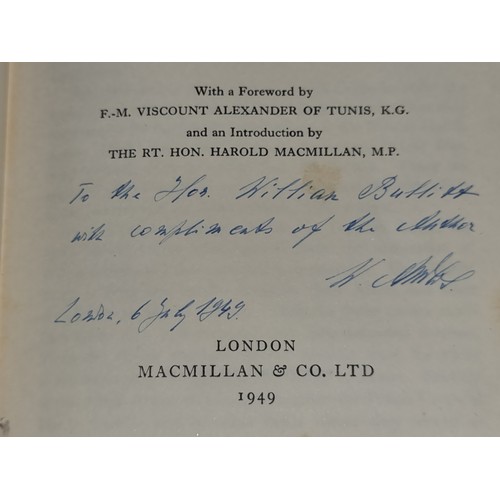 With a Foreword by
F.-M. VISCOUNT ALEXANDER OF TUNIS, K.G.
and an Introduction by
THE RT. HON. HAROLD MACMILLAN, M.P.
To the Hon. William Bullitt
with compliments of the Author
W. Anders.
London, 6 July 1949.
LONDON
MACMILLAN & CO. LTD
1949